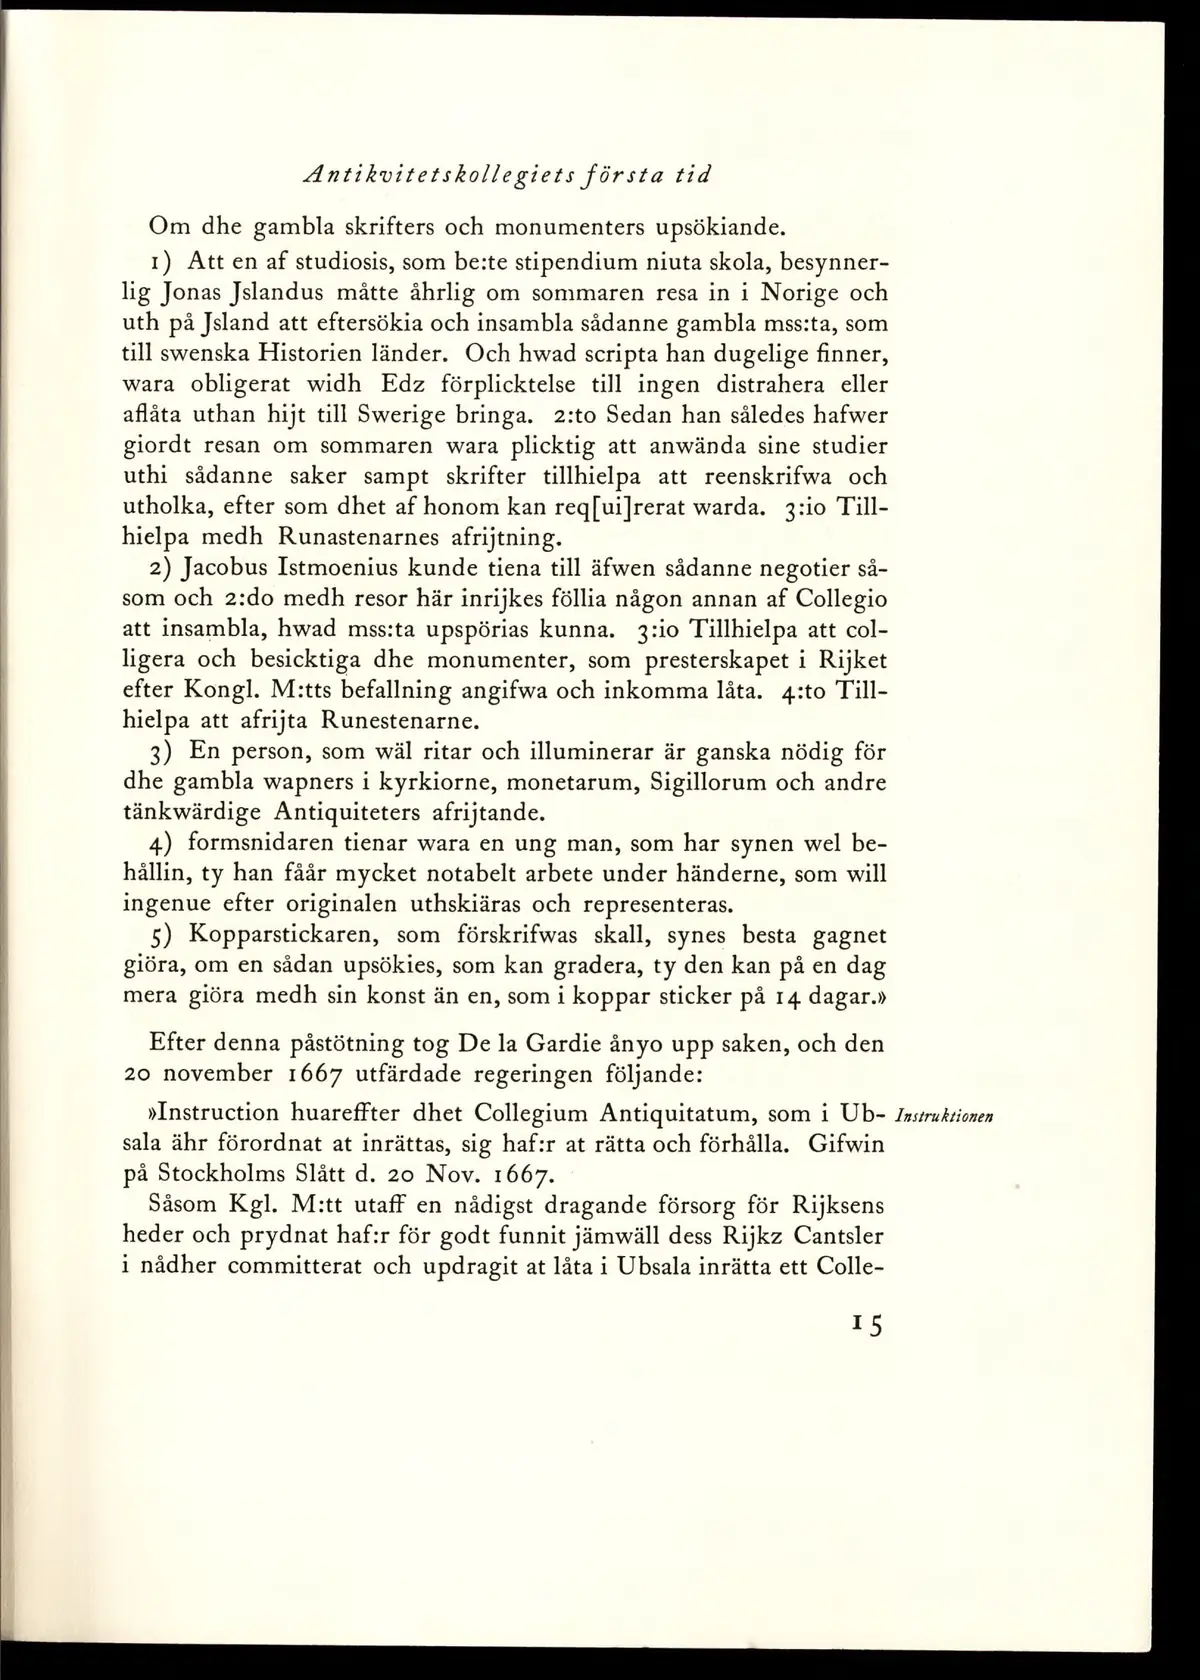 Antikvitetskollegiets första tid
Om dhe gambla skrifters och monumenters upsökiande.
1) Att en af studiosis, som be:te stipendium niuta skola, besynner-
lig Jonas Jslandus måtte åhrlig om sommaren resa in i Norige och
uth på Jsland att eftersökia och insambla sådanne gambla mss:ta, som
till swenska Historien länder. Och hwad scripta han dugelige finner,
wara obligerat widh Edz förplicktelse till ingen distrahera eller
aflåta uthan hijt till Swerige bringa. 2:to Sedan han således hafwer
giordt resan om sommaren wara plicktig att anwända sine studier
uthi sådanne saker sampt skrifter tillhielpa att reenskrifwa och
utholka, efter som dhet af honom kan req[ui]rerat warda. 3:io Till-
hielpa medh Runastenarnes afrijtning.
2) Jacobus Istmoenius kunde tiena till äfwen sådanne negotier så-
som och 2:do medh resor här inrijkes föllia någon annan af Collegio
att insambla, hwad mss:ta upspörias kunna. 3:io Tillhielpa att col-
ligera och besicktiga dhe monumenter, som presterskapet i Rijket
efter Kongl. M:tts befallning angifwa och inkomma låta. 4:to Till-
hielpa att afrijta Runestenarne.
3) En person, som wäl ritar och illuminerar är ganska nödig för
dhe gambla wapners i kyrkiorne, monetarum, Sigillorum och andre
tänkwärdige Antiquiteters afrijtande.
4) formsnidaren tienar wara en ung man, som har synen wel be-
hållin, ty han fåår mycket notabelt arbete under händerne, som will
ingenue efter originalen uthskiäras och representeras.
5) Kopparstickaren, som förskrifwas skall, synes besta gagnet
giöra, om en sådan upsökies, som kan gradera, ty den kan på en dag
mera giöra medh sin konst än en, som i koppar sticker på 14 dagar.»
Efter denna påstötning tog De la Gardie ånyo upp saken, och den
20 november 1667 utfärdade regeringen följande:
»Instruction huareffter dhet Collegium Antiquitatum, som i Ub- Instruktionen
sala ähr förordnat at inrättas, sig haf:r at rätta och förhålla. Gifwin
på Stockholms Slått d. 20 Nov. 1667.
Såsom Kgl. M:tt utaff en nådigst dragande försorg för Rijksens
heder och prydnat haf:r för godt funnit jämwäll dess Rijkz Cantsler
i nådher committerat och updragit at låta i Ubsala inrätta ett Colle-
15